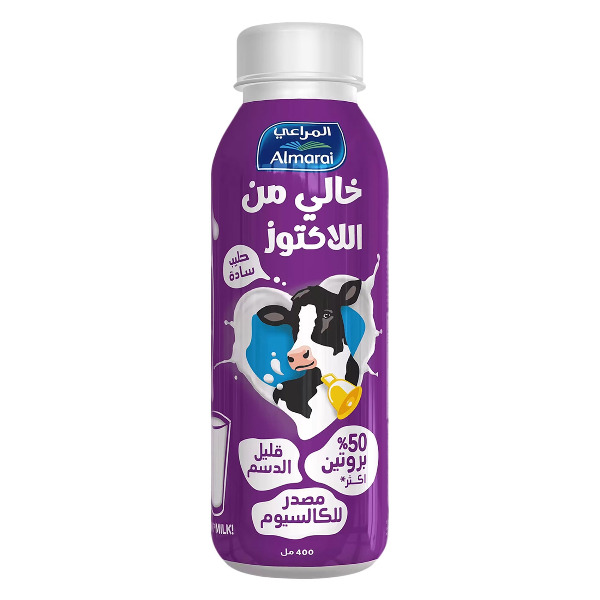 المراعي
Almarai
خالي من
اللاكتوز
حليب
سادة
50%
بروتين
أكثر*
قليل
الدسم
مصدر
للكالسيوم
MILK!
400 مل